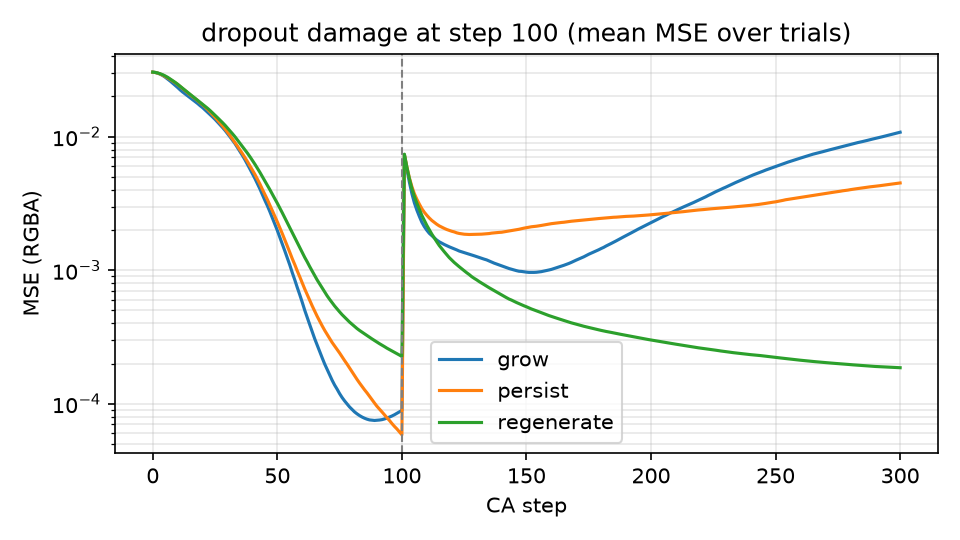 dropout damage at step 100 (mean MSE over trials)
MSE (RGBA)
10⁻²
10⁻³
10⁻⁴
grow
persist
regenerate
0 50 100 150 200 250 300
CA step